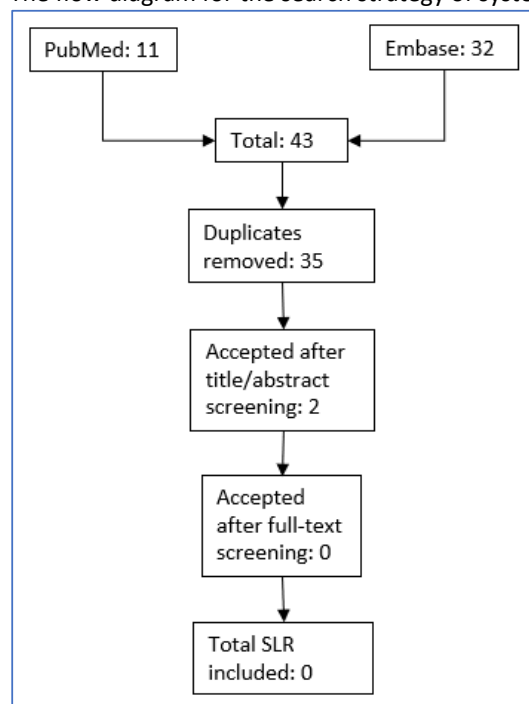 The flow diagram for the search strategy of
PubMed: 11
Embase: 32
Total: 43
Duplicates
removed: 35
Accepted after
title/abstract
screening: 2
Accepted
after full-text
screening: 0
Total SLR
included: 0